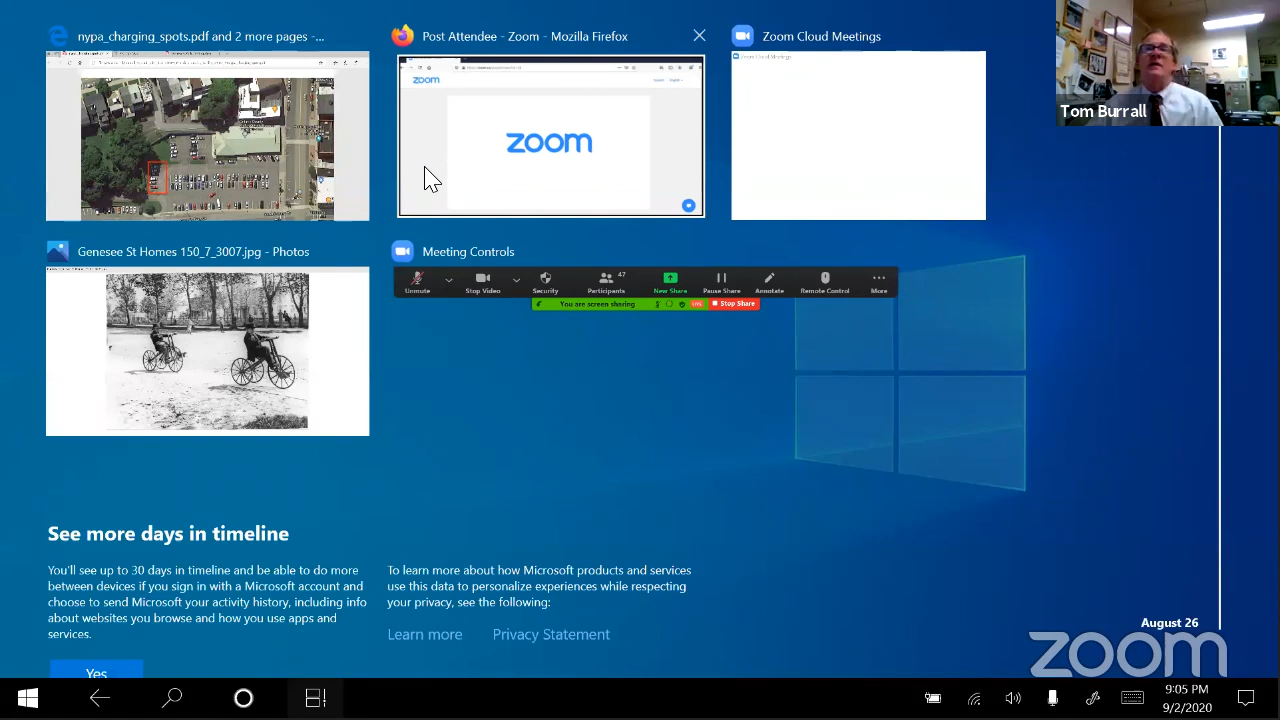 nypa_charging_spots.pdf and 2 more pages -...
Post Attendee - Zoom - Mozilla Firefox
Zoom Cloud Meetings
Tom Burrall
zoom
zoom
Zoom Cloud Meetings
Genesee St Homes 150_7_3007.jpg - Photos
Meeting Controls
47
Unmute
Stop Video
Security
Participants
New Share
Pause Share
Annotate
Remote Control
More
You are screen sharing
Stop Share
See more days in timeline
You'll see up to 30 days in timeline and be able to do more
between devices if you sign in with a Microsoft account and
choose to send Microsoft your activity history, including info
about websites you browse and how you use apps and
services.
To learn more about how Microsoft products and services
use this data to personalize experiences while respecting
your privacy, see the following:
Learn more
Privacy Statement
Yes
August 26
zoom
9:05 PM
9/2/2020